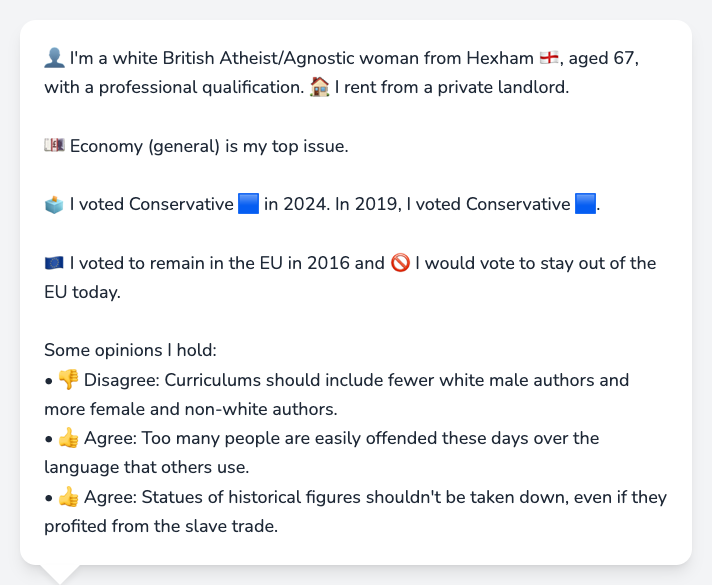 👤 I'm a white British Atheist/Agnostic woman from Hexham 🏴󠁧󠁢󠁥󠁮󠁧󠁿, aged 67,
with a professional qualification. 🏠 I rent from a private landlord.
💷 Economy (general) is my top issue.
🗳️ I voted Conservative 🟦 in 2024. In 2019, I voted Conservative 🟦.
🇪🇺 I voted to remain in the EU in 2016 and 🚫 I would vote to stay out of the
EU today.
Some opinions I hold:
• 👎 Disagree: Curriculums should include fewer white male authors and
more female and non-white authors.
• 👍 Agree: Too many people are easily offended these days over the
language that others use.
• 👍 Agree: Statues of historical figures shouldn't be taken down, even if they
profited from the slave trade.